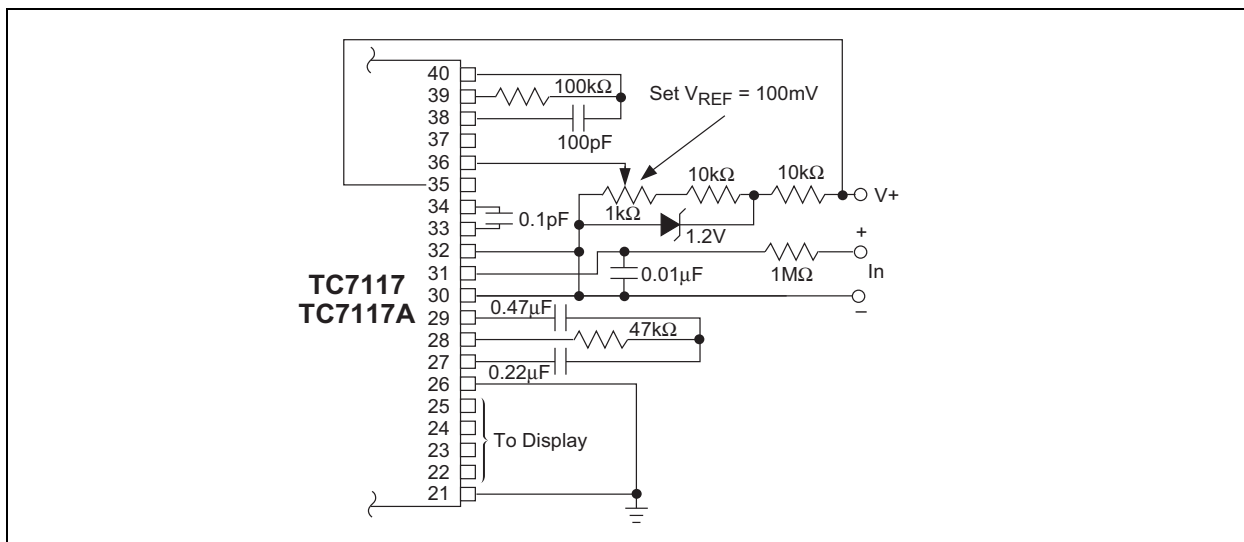 40
39
38
37
36
35
34
33
32
31
30
29
28
27
26
25
24
23
22
21
TC7117
TC7117A
100kΩ
100pF
Set VREF = 100mV
10kΩ
10kΩ
V+
1kΩ
1.2V
0.1pF
+
In
–
1MΩ
0.01μF
0.47μF
47kΩ
0.22μF
To Display